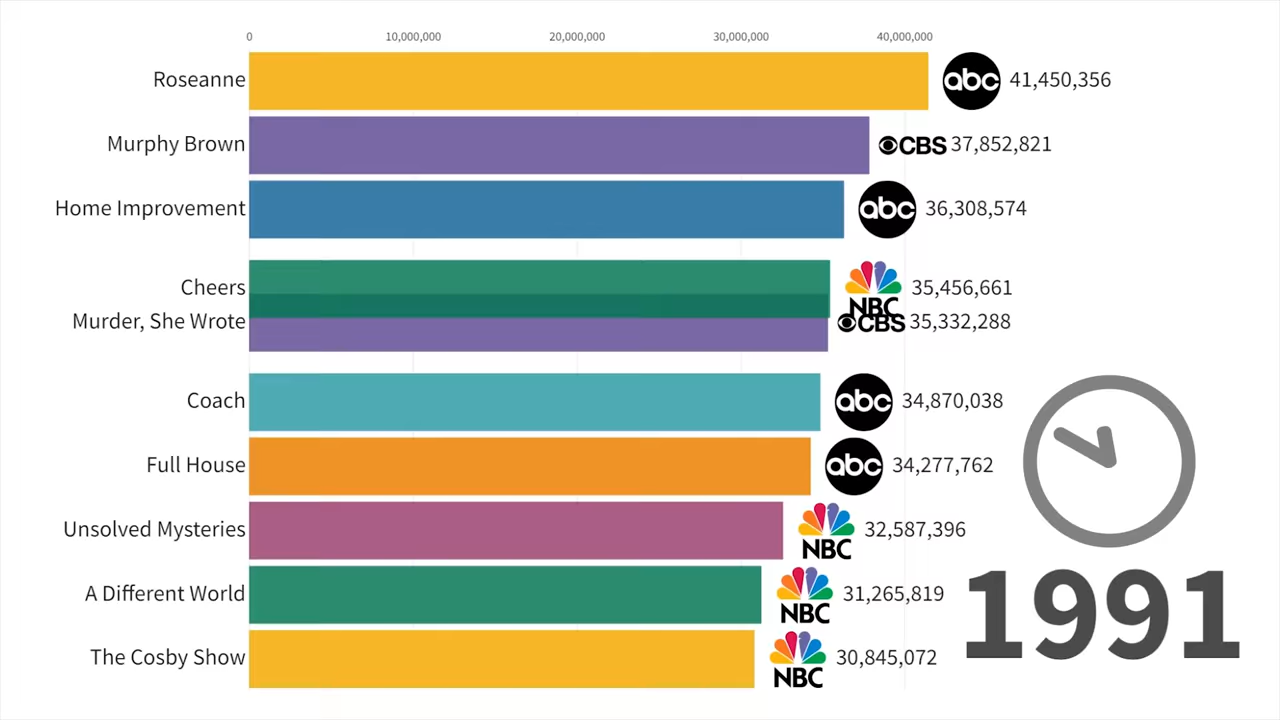 0 10,000,000 20,000,000 30,000,000 40,000,000
Roseanne abc 41,450,356
Murphy Brown CBS 37,852,821
Home Improvement abc 36,308,574
Cheers NBC 35,456,661
Murder, She Wrote CBS 35,332,288
Coach abc 34,870,038
Full House abc 34,277,762
Unsolved Mysteries NBC 32,587,396
A Different World NBC 31,265,819
The Cosby Show NBC 30,845,072
1991